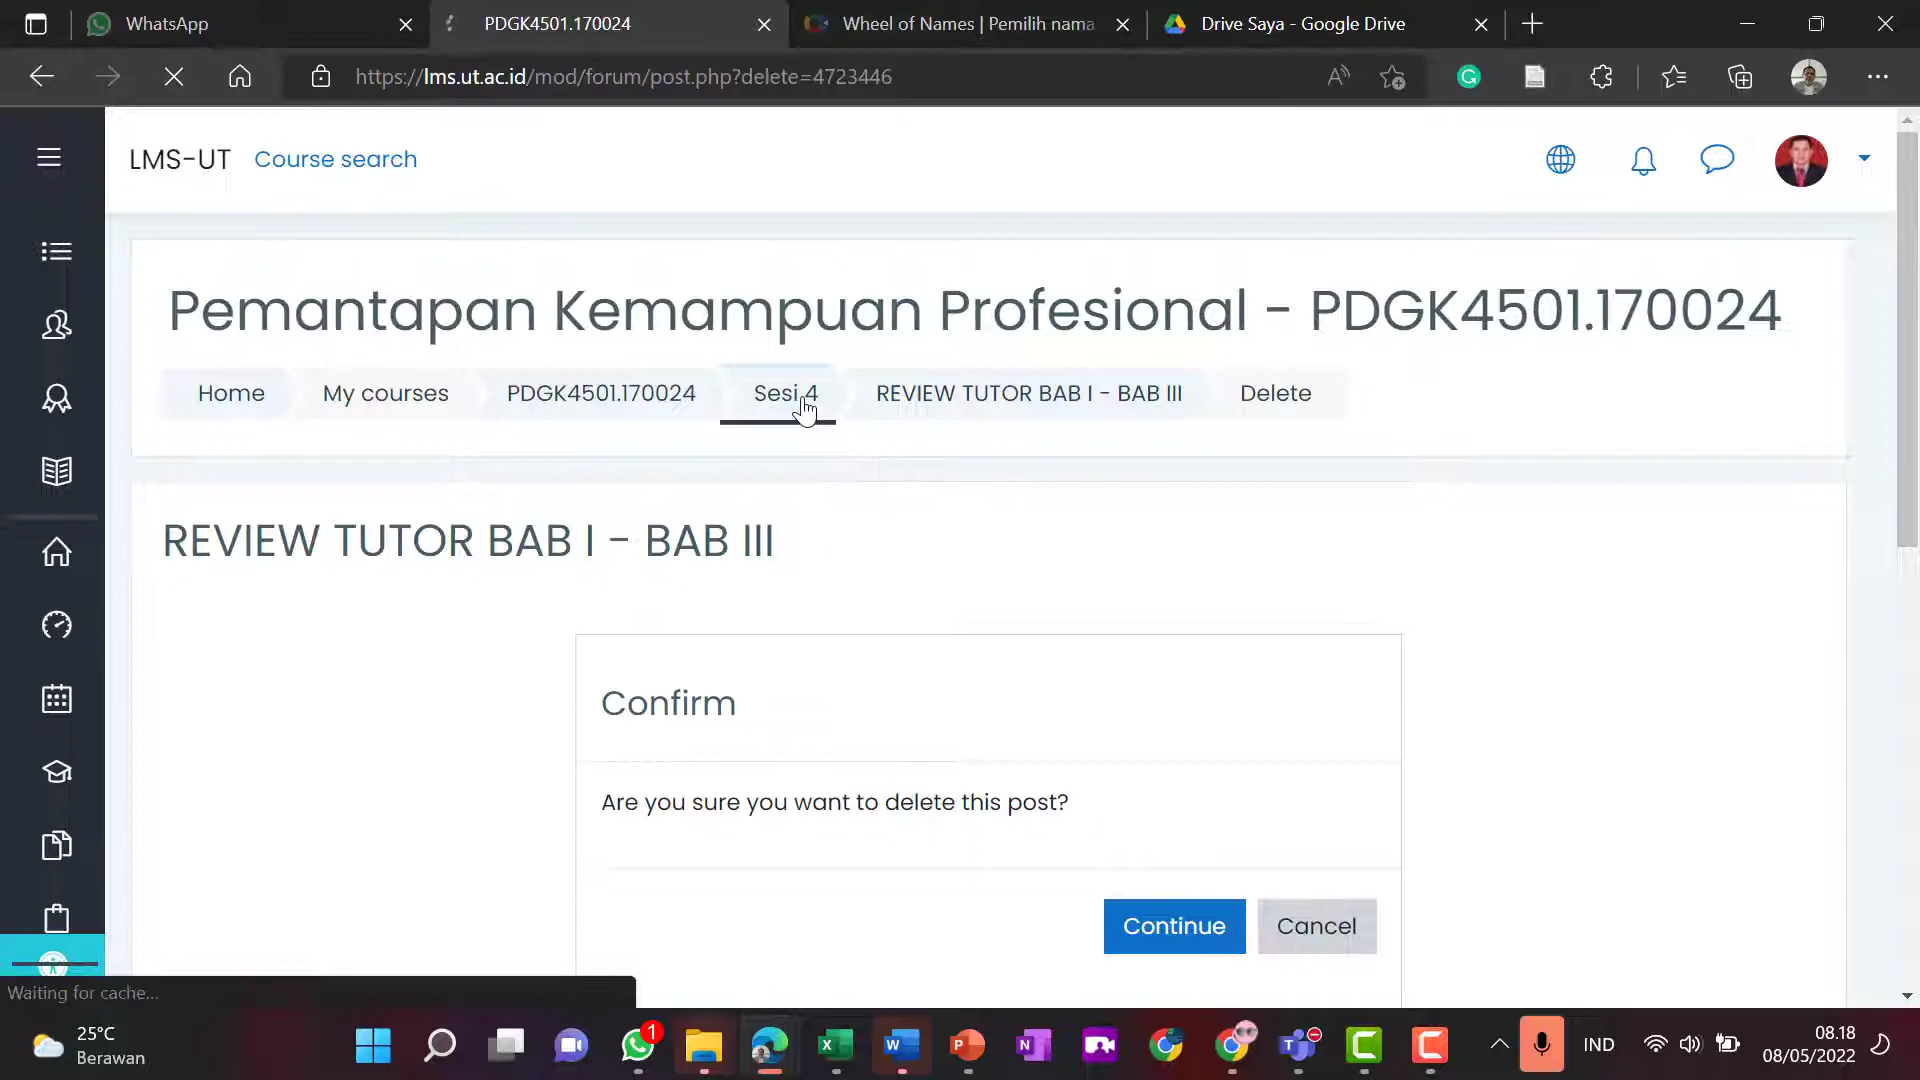 WhatsApp
PDGK4501.170024
Wheel of Names | Pemilih nama
Drive Saya - Google Drive
https://lms.ut.ac.id/mod/forum/post.php?delete=4723446
LMS-UT
Course search
Pemantapan Kemampuan Profesional - PDGK4501.170024
Home
My courses
PDGK4501.170024
Sesi 4
REVIEW TUTOR BAB I - BAB III
Delete
REVIEW TUTOR BAB I - BAB III
Confirm
Are you sure you want to delete this post?
Continue
Cancel
Waiting for cache...
25°C
Berawan
1
IND
08.18
08/05/2022